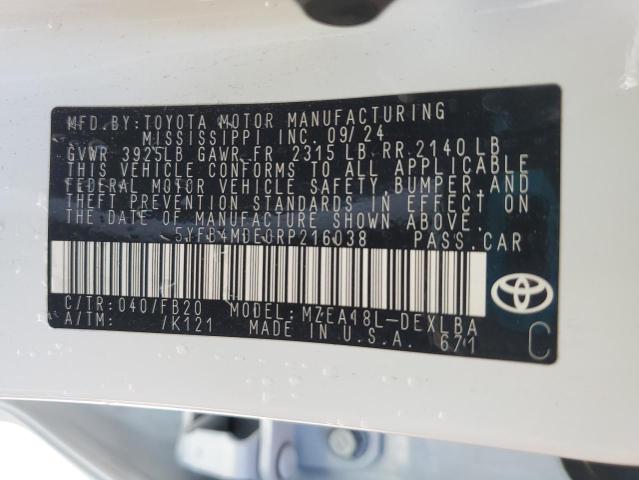 MFD.BY:TOYOTA MOTOR MANUFACTURING
MISSISSIPPI INC. 09/24
GVWR 3925LB GAWR FR. 2315 LB RR. 2140 LB
THIS VEHICLE CONFORMS TO ALL APPLICABLE
FEDERAL MOTOR VEHICLE SAFETY, BUMPER, AND
THEFT PREVENTION STANDARDS IN EFFECT ON
THE DATE OF MANUFACTURE SHOWN ABOVE.
5YFB4MDE0RP216038 PASS.CAR
C/TR: 040/FB20 MODEL: MZEA18L-DEXLBA
A/TM: /K121 MADE IN U.S.A. 671
C